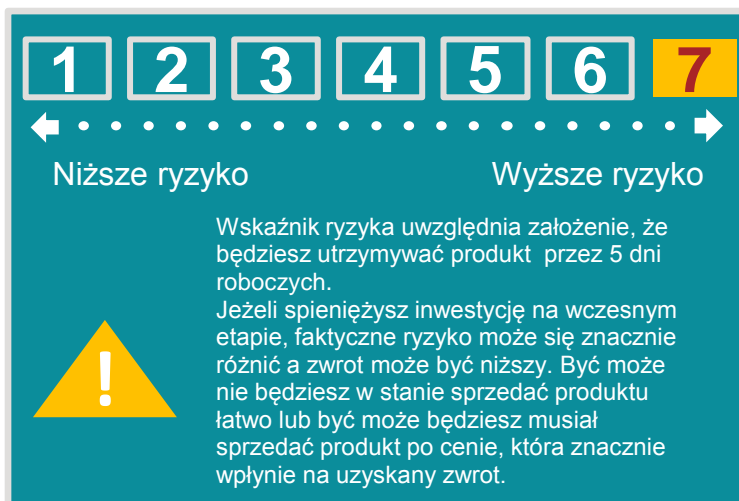 1 2 3 4 5 6 7
Niższe ryzyko Wyższe ryzyko
Wskaźnik ryzyka uwzględnia założenie, że
będziesz utrzymywać produkt przez 5 dni
roboczych.
Jeżeli spieniężysz inwestycję na wczesnym
etapie, faktyczne ryzyko może się znacznie
różnić a zwrot może być niższy. Być może
nie będziesz w stanie sprzedać produktu
łatwo lub być może będziesz musiał
sprzedać produkt po cenie, która znacznie
wpłynie na uzyskany zwrot.
!